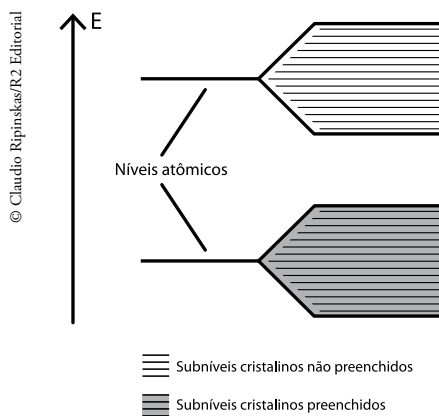 © Claudio Ripinskas/R2 Editorial
E
Níveis atômicos
Subníveis cristalinos não preenchidos
Subníveis cristalinos preenchidos